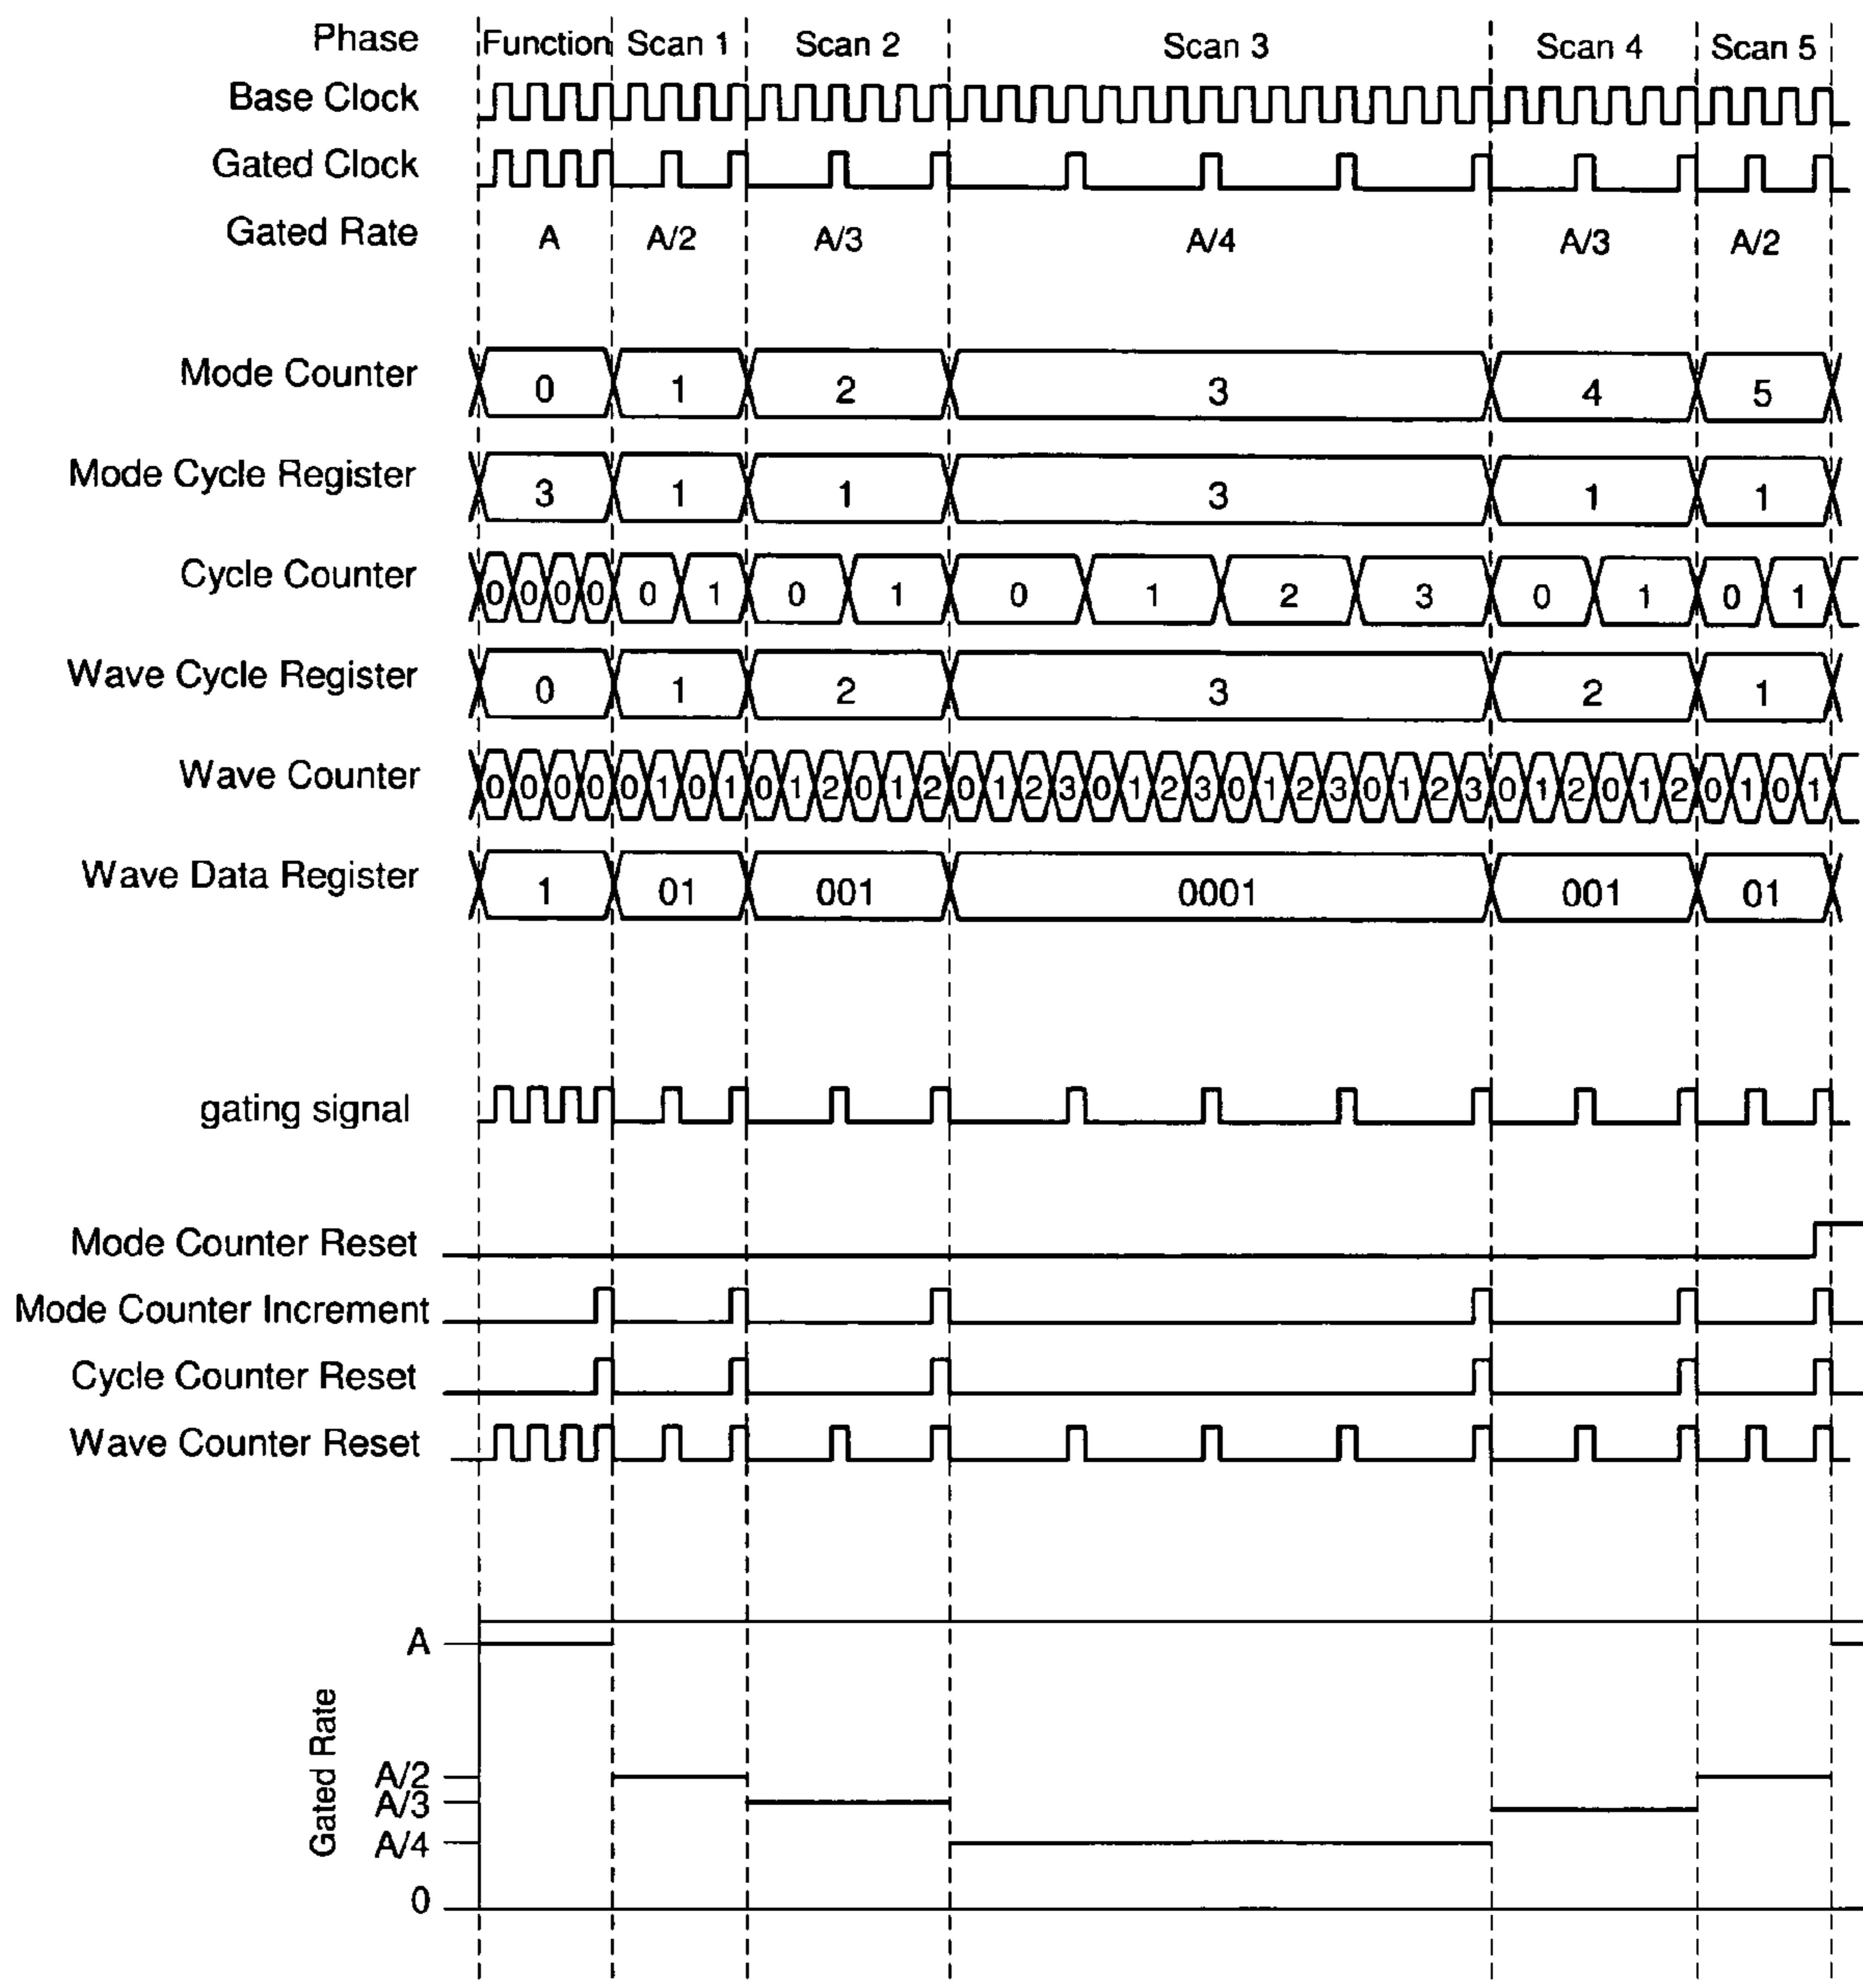 Phase Function Scan 1 Scan 2 Scan 3 Scan 4 Scan 5
Base Clock
Gated Clock
Gated Rate A A/2 A/3 A/4 A/3 A/2
Mode Counter 0 1 2 3 4 5
Mode Cycle Register 3 1 1 3 1 1
Cycle Counter 0 0 0 0 0 1 0 1 0 1 2 3 0 1 0 1
Wave Cycle Register 0 1 2 3 2 1
Wave Counter 0 0 0 0 0 1 0 1 0 1 2 0 1 2 0 1 2 3 0 1 2 3 0 1 2 3 0 1 2 3 0 1 2 0 1 2 0 1 0 1
Wave Data Register 1 01 001 0001 001 01
gating signal
Mode Counter Reset
Mode Counter Increment
Cycle Counter Reset
Wave Counter Reset
A
Gated Rate
A/2
A/3
A/4
0